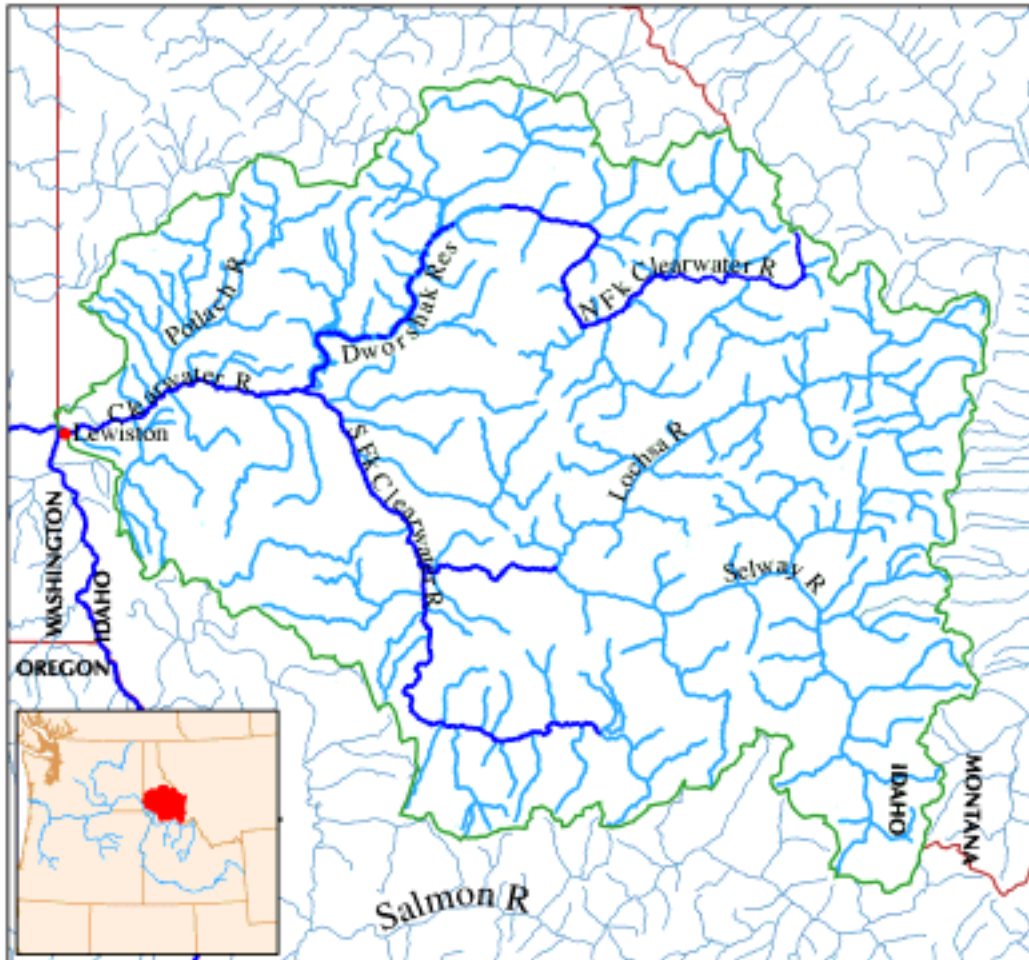 Potlach R
Dworshak Res
N Fk Clearwater R
Clearwater R
Lewiston
S Fk Clearwater R
Lochsa R
Selway R
WASHINGTON
IDAHO
OREGON
IDAHO
MONTANA
Salmon R